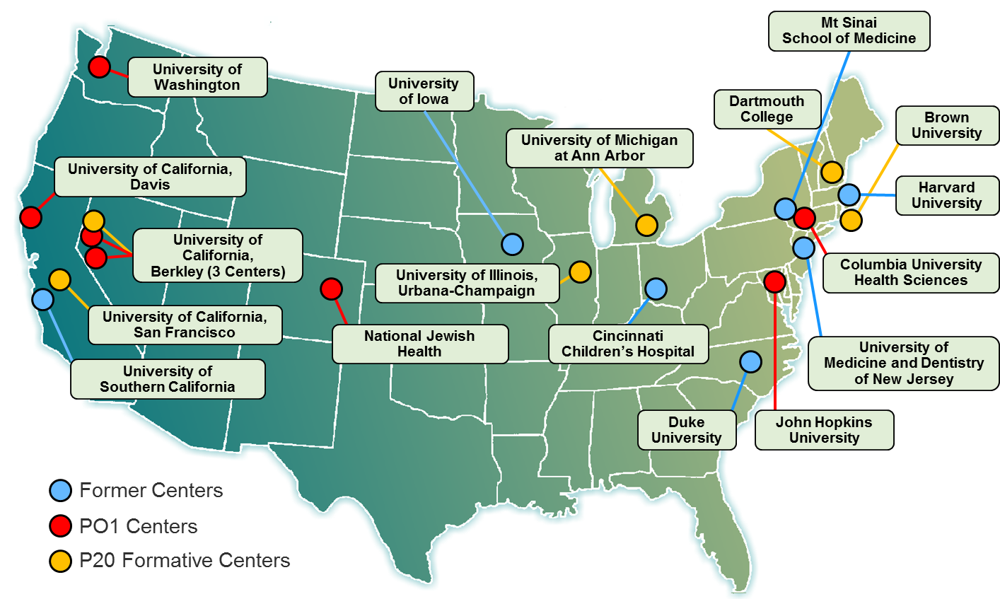 Mt Sinai
School of Medicine
University of
Washington
University
of Iowa
Dartmouth
College
Brown
University
University of Michigan
at Ann Arbor
University of California,
Davis
Harvard
University
University of
California,
Berkley (3 Centers)
University of Illinois,
Urbana-Champaign
Columbia University
Health Sciences
University of California,
San Francisco
National Jewish
Health
Cincinnati
Children’s Hospital
University of
Medicine and Dentistry
of New Jersey
University of
Southern California
Duke
University
John Hopkins
University
Former Centers
PO1 Centers
P20 Formative Centers